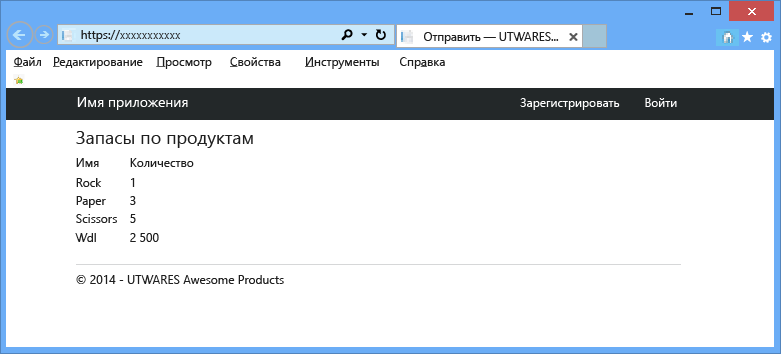 https://xxxxxxxxxxx
Отправить — UTWARES...
Файл Редактирование Просмотр Свойства Инструменты Справка
Имя приложения Зарегистрировать Войти
Запасы по продуктам
Имя Количество
Rock 1
Paper 3
Scissors 5
Wdl 2 500
© 2014 - UTWARES Awesome Products